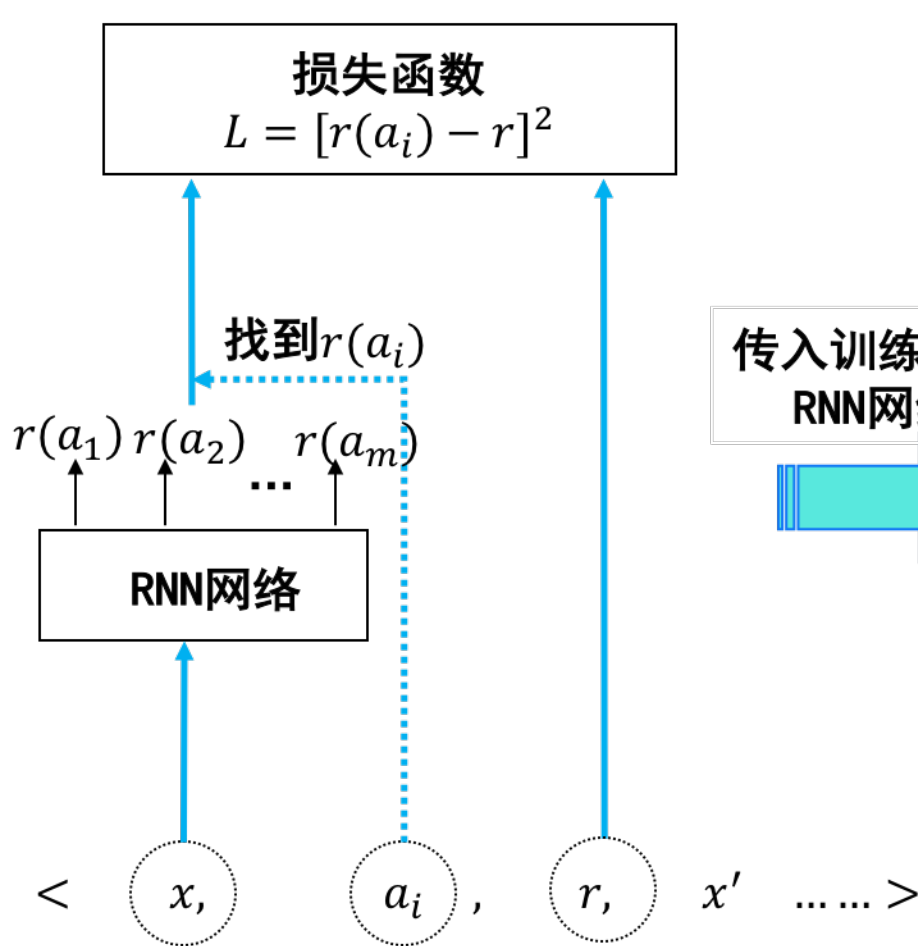 损失函数
L = [r(a_i) − r]^2
找到r(a_i)
传入训练
RNN网
r(a_1) r(a_2) ... r(a_m)
RNN网络
< x, a_i , r, x′ ... ... >